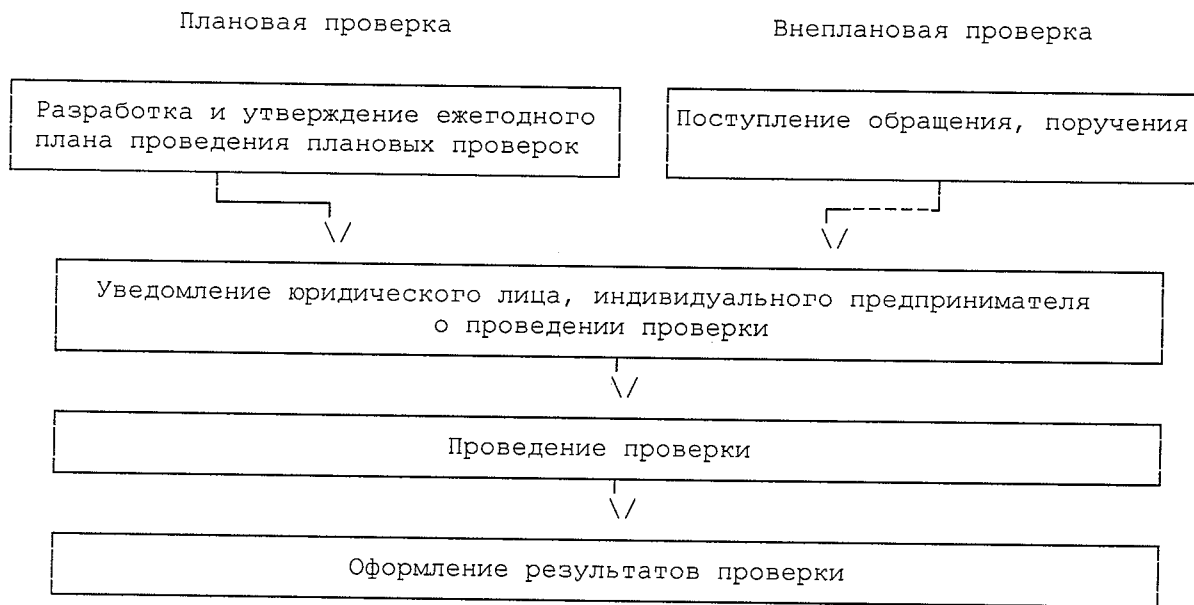 Плановая проверка
Внеплановая проверка
Разработка и утверждение ежегодного
плана проведения плановых проверок
Поступление обращения, поручения
Уведомление юридического лица, индивидуального предпринимателя
о проведении проверки
Проведение проверки
Оформление результатов проверки